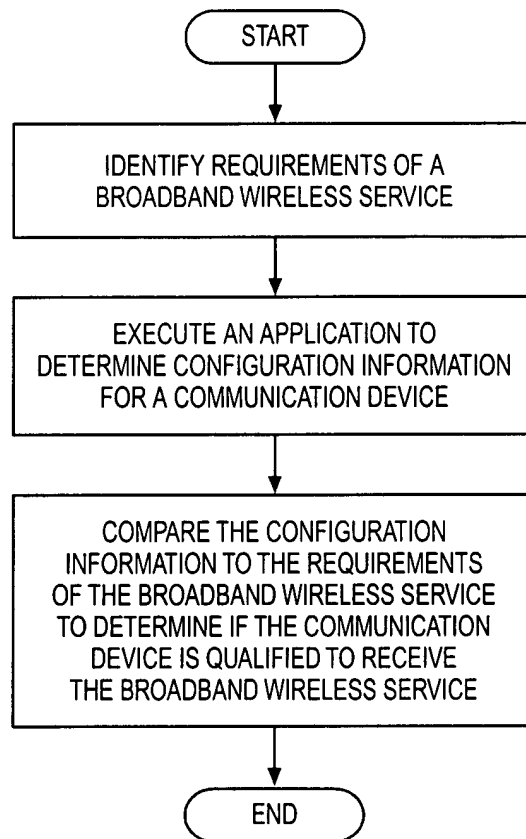 START
IDENTIFY REQUIREMENTS OF A
BROADBAND WIRELESS SERVICE
EXECUTE AN APPLICATION TO
DETERMINE CONFIGURATION INFORMATION
FOR A COMMUNICATION DEVICE
COMPARE THE CONFIGURATION
INFORMATION TO THE REQUIREMENTS
OF THE BROADBAND WIRELESS SERVICE
TO DETERMINE IF THE COMMUNICATION
DEVICE IS QUALIFIED TO RECEIVE
THE BROADBAND WIRELESS SERVICE
END